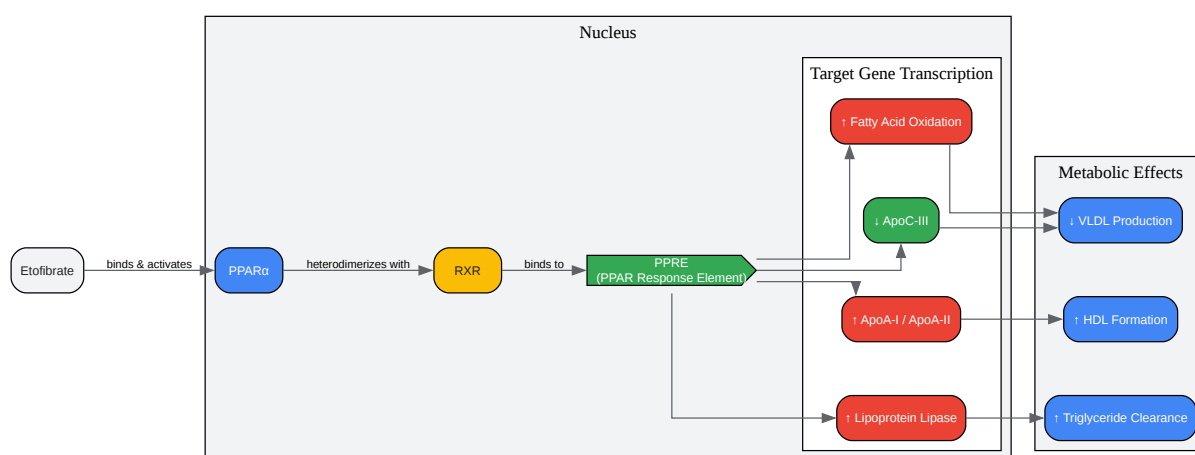 Nucleus
Target Gene Transcription
↑ Fatty Acid Oxidation
Metabolic Effects
↓ ApoC-III
↓ VLDL Production
Etofibrate
binds & activates
PPARα
heterodimerizes with
RXR
binds to
PPRE
(PPAR Response Element)
↑ ApoA-I / ApoA-II
↑ HDL Formation
↑ Lipoprotein Lipase
↑ Triglyceride Clearance